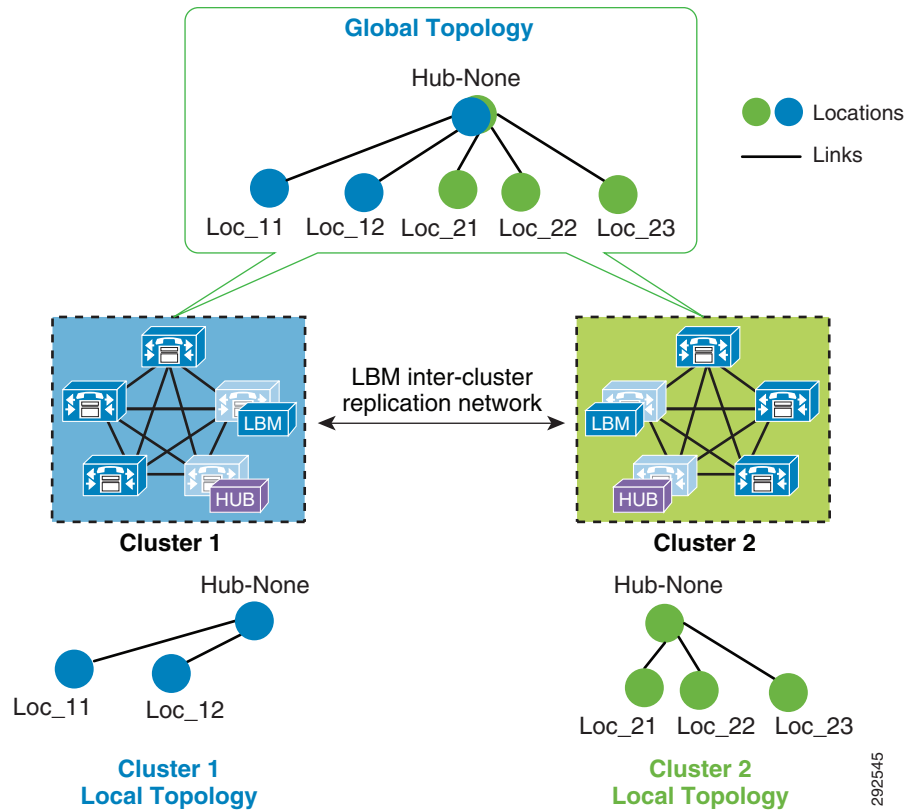 Global Topology
Hub-None
Locations
Links
Loc_11
Loc_12
Loc_21
Loc_22
Loc_23
LBM inter-cluster
replication network
LBM
HUB
LBM
HUB
Cluster 1
Cluster 2
Hub-None
Loc_11
Loc_12
Hub-None
Loc_21
Loc_22
Loc_23
Cluster 1
Local Topology
Cluster 2
Local Topology
292545